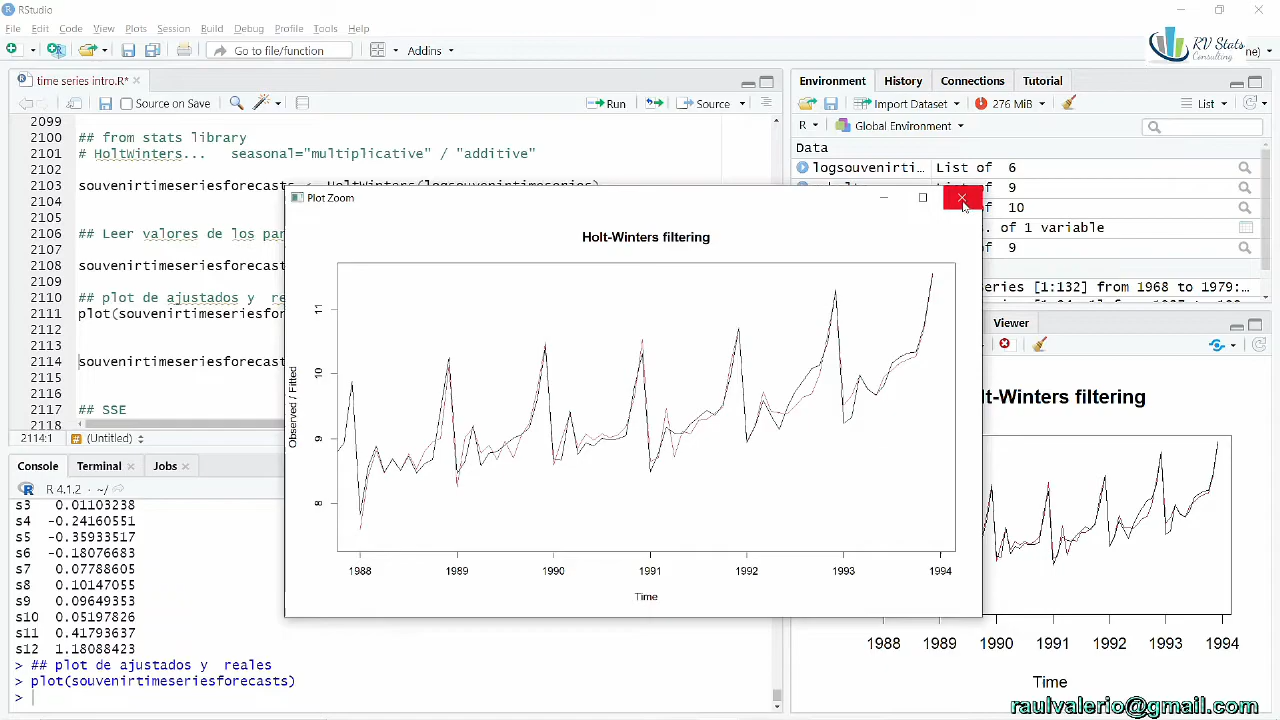 RStudio
File Edit Code View Plots Session Build Debug Profile Tools Help
Go to file/function
Addins
RV Stats
Consulting
ne)
time series intro.R*
Source on Save
Run
Source
2099
2100 ## from stats library
2101 # HoltWinters... seasonal="multiplicative" / "additive"
2102
2103 souvenirtimeseriesforecasts <- HoltWinters(logsouvenirtimeseries)
2104
2105
2106 ## Leer valores de los par
2107
2108 souvenirtimeseriesforecast
2109
2110 ## plot de ajustados y re
2111 plot(souvenirtimeseriesfor
2112
2113
2114 souvenirtimeseriesforecast
2115
2116
2117 ## SSE
2118
2114:1 (Untitled)
Console Terminal Jobs
R 4.1.2 · ~/
s3 0.01103238
s4 -0.24160551
s5 -0.35933517
s6 -0.18076683
s7 0.07788605
s8 0.10147055
s9 0.09649353
s10 0.05197826
s11 0.41793637
s12 1.18088423
> ## plot de ajustados y reales
> plot(souvenirtimeseriesforecasts)
>
Plot Zoom
Holt-Winters filtering
Observed / Fitted
11
10
9
8
1988 1989 1990 1991 1992 1993 1994
Time
Environment History Connections Tutorial
Import Dataset
276 MiB
List
R
Global Environment
Data
logsouvenirti... List of 6
List of 9
of 10
. of 1 variable
of 9
series [1:132] from 1968 to 1979:...
Viewer
lt-Winters filtering
1988 1989 1990 1991 1992 1993 1994
Time
raulvalerio@gmail.com